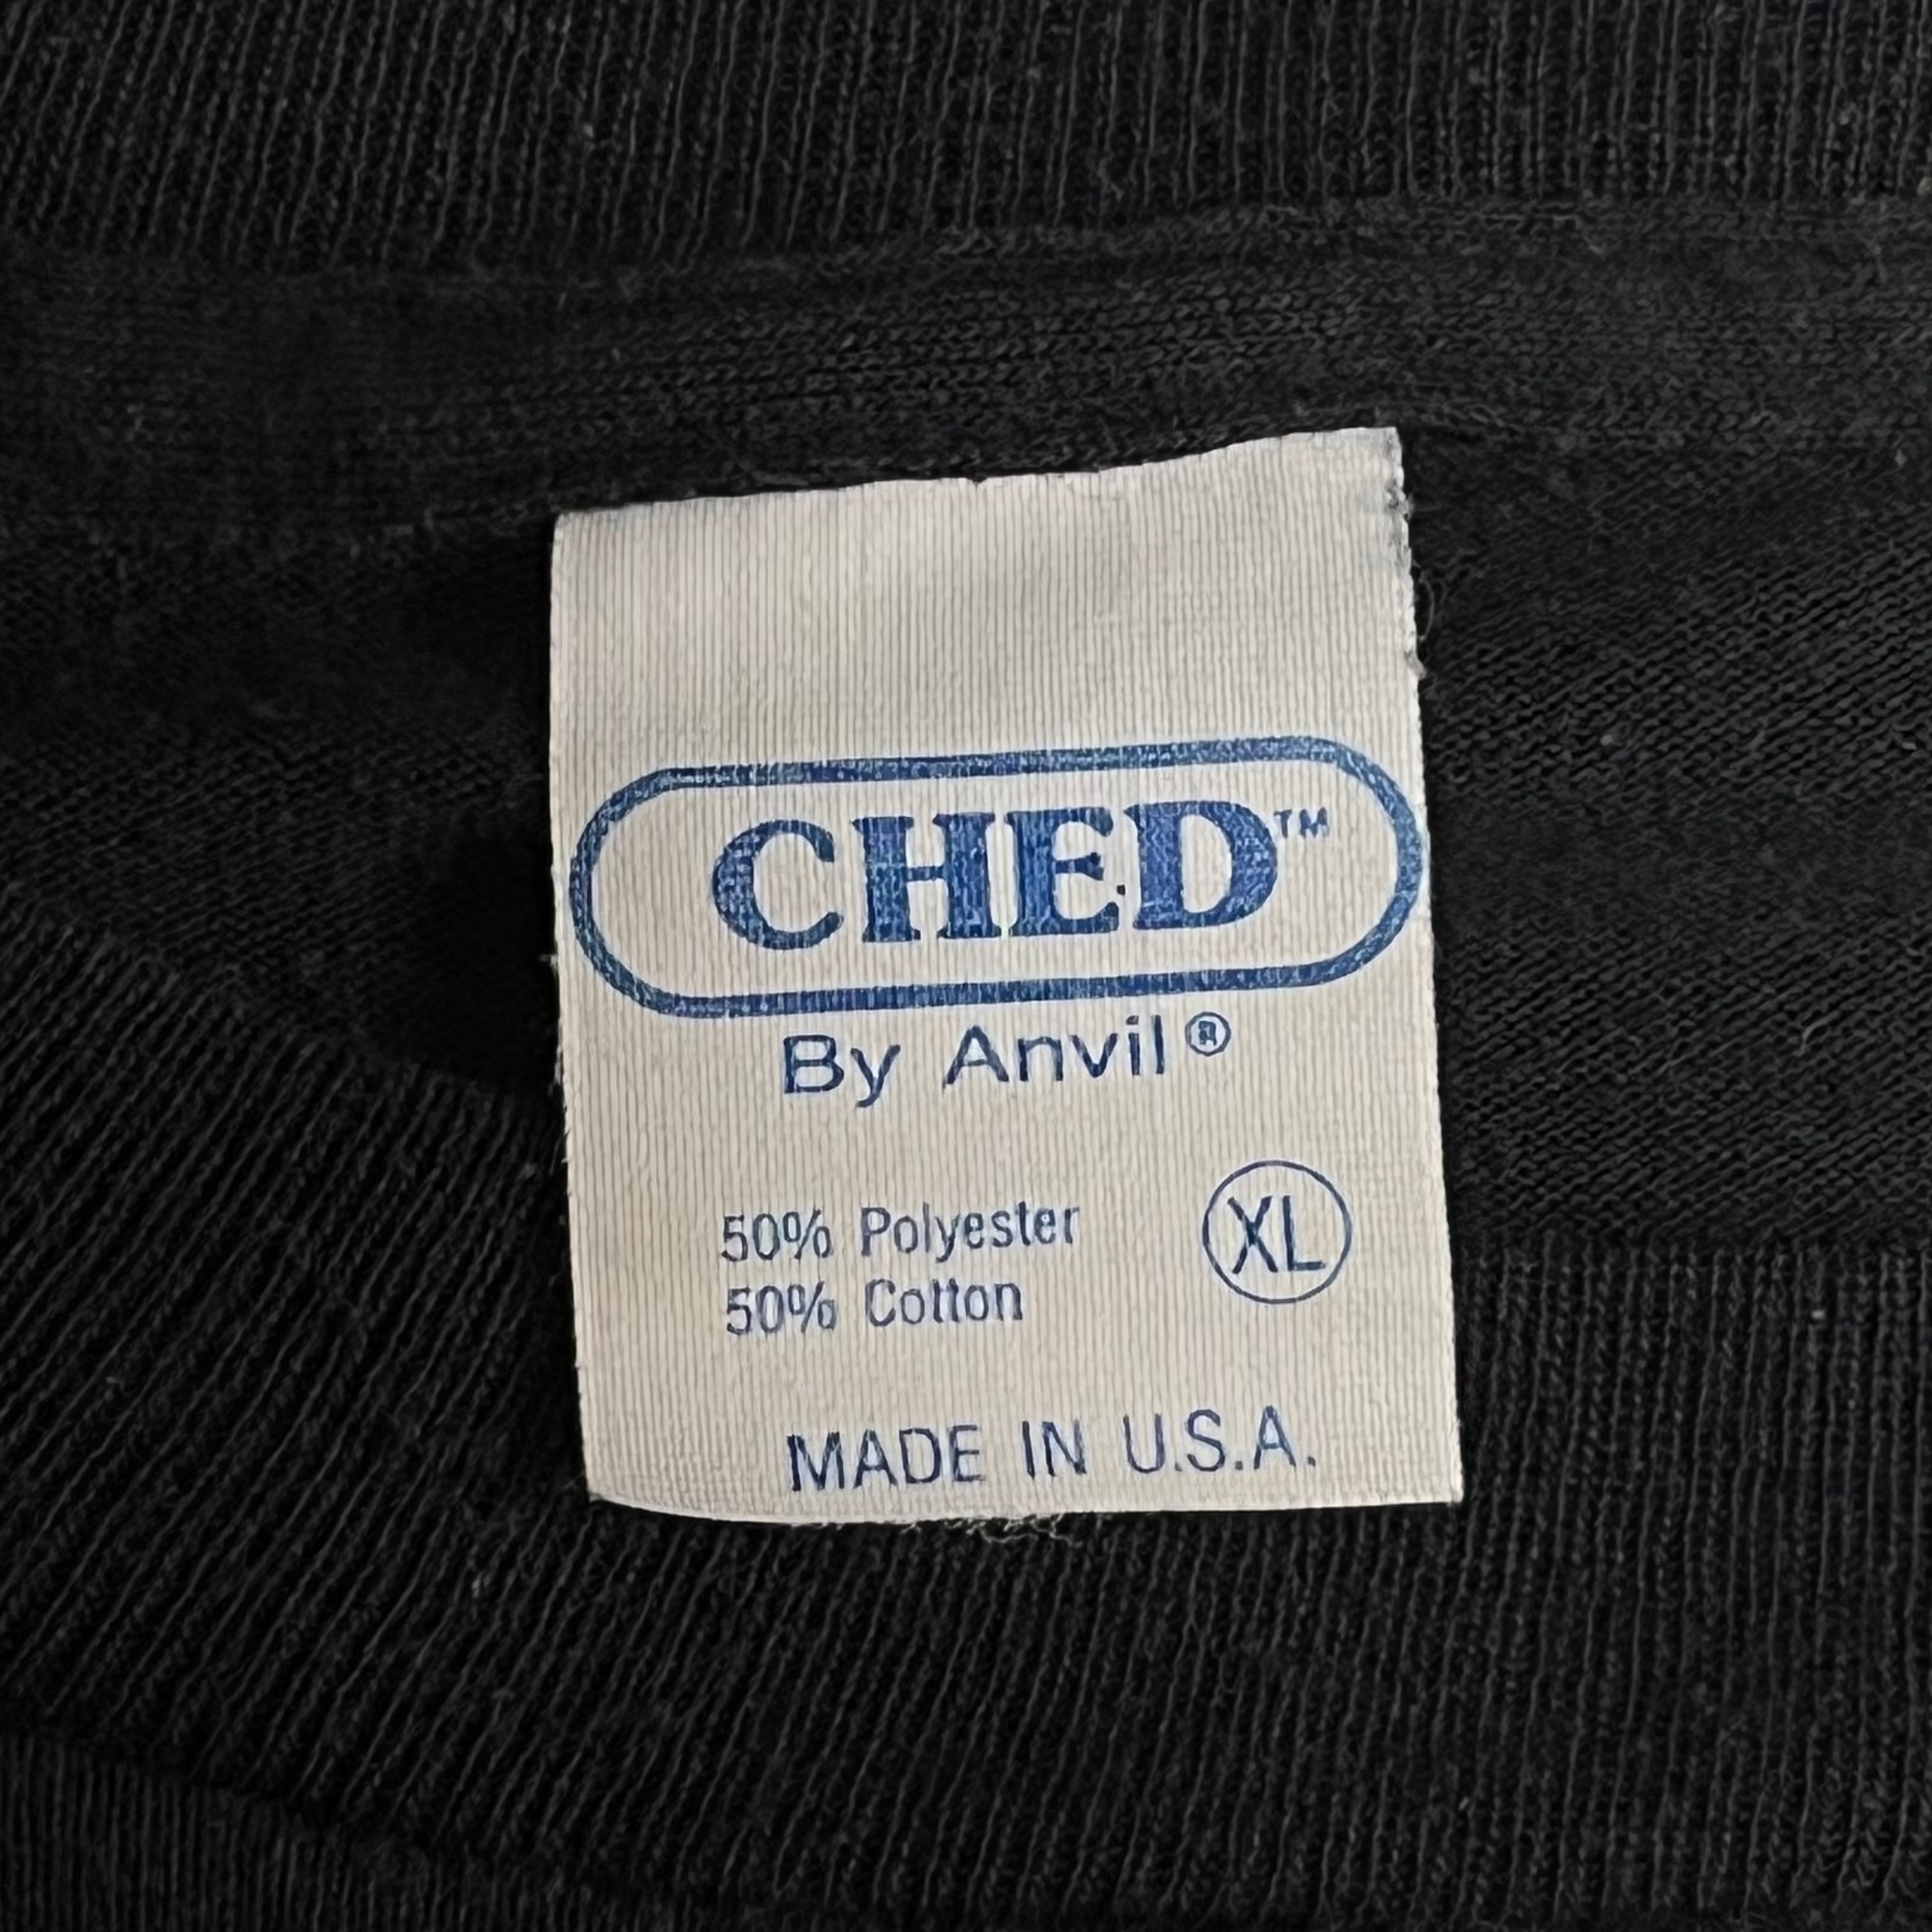 CHED™
By Anvil®
50% Polyester
50% Cotton
XL
MADE IN U.S.A.